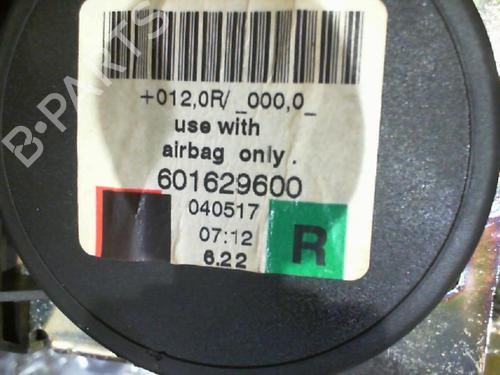 B-PARTS
+012,0R/ _000,0_
use with
airbag only .
601629600
040517
07:12
6.22
R